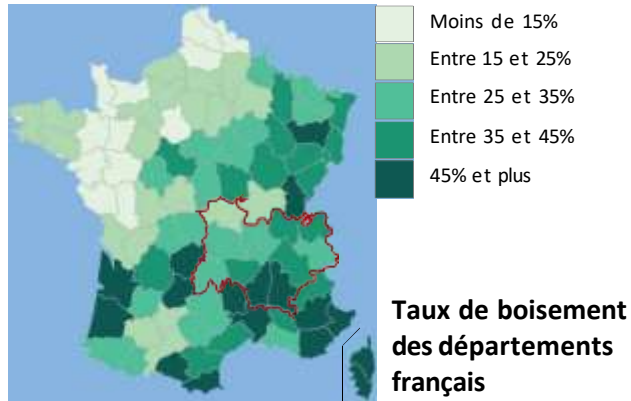 Moins de 15%
Entre 15 et 25%
Entre 25 et 35%
Entre 35 et 45%
45% et plus
Taux de boisement
des départements
français